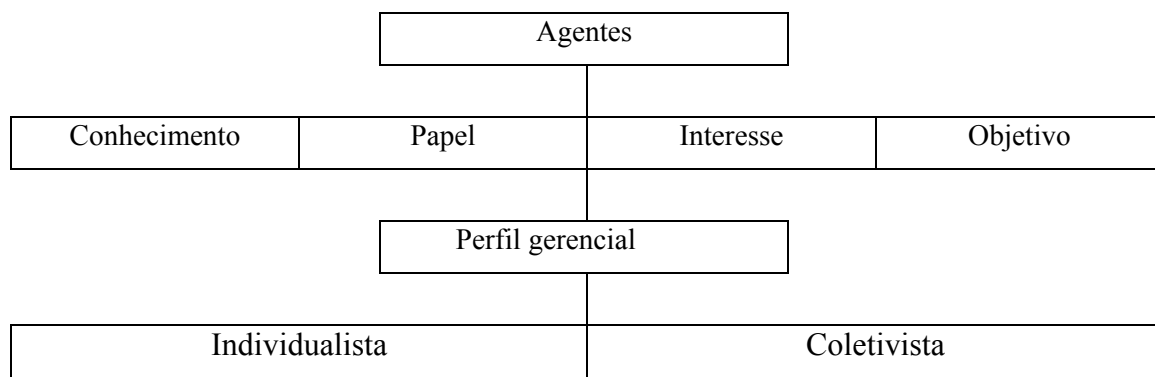 Agentes
Conhecimento Papel Interesse Objetivo
Perfil gerencial
Individualista Coletivista